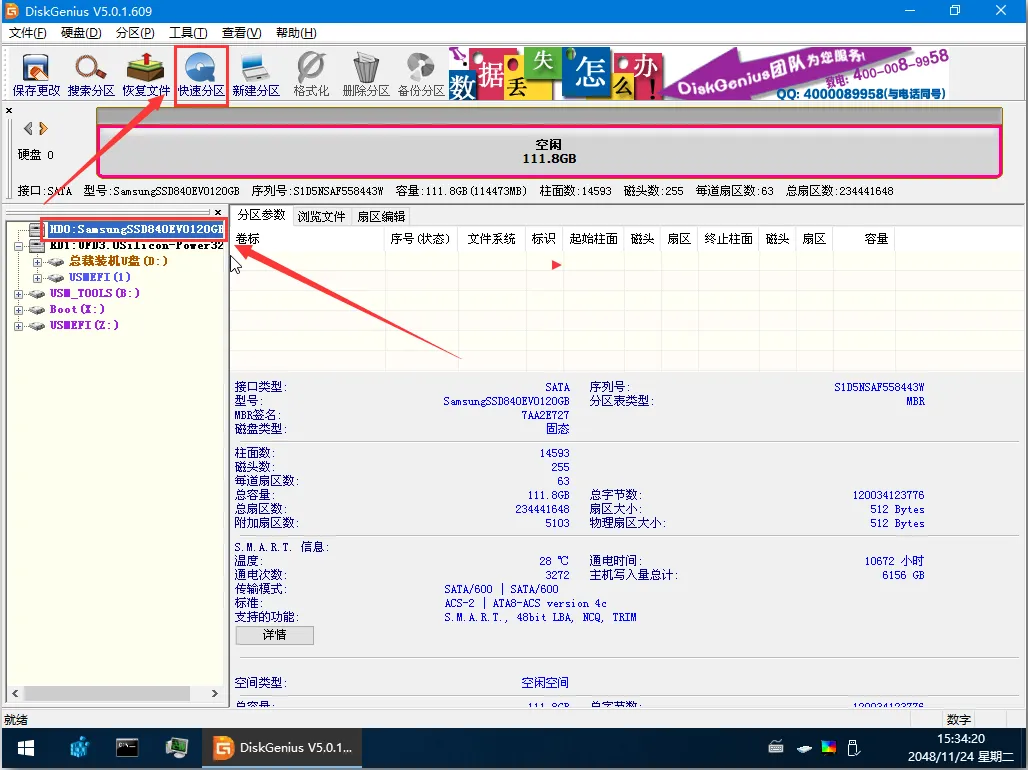 DiskGenius V5.0.1.609
文件(F) 硬盘(D) 分区(P) 工具(T) 查看(V) 帮助(H)
保存更改 搜索分区 恢复文件 快速分区 新建分区 格式化 删除分区 备份分区
数据丢失怎么办
DiskGenius团队为您服务!
致电: 400-008-9958
QQ: 4000089958(与电话同号)
空闲
111.8GB
硬盘 0
接口:SATA 型号:SamsungSSD840EVO120GB 序列号:S1D5NSAF558443W 容量:111.8GB(114473MB) 柱面数:14593 磁头数:255 每道扇区数:63 总扇区数:234441648
HD0:SamsungSSD840EVO120GB
HD1:UFD3.0Silicon-Power32
总裁装机U盘(D:)
USMEFI(1)
USM_TOOLS(B:)
Boot(X:)
USMEFI(Z:)
分区参数 浏览文件 扇区编辑
卷标 序号(状态) 文件系统 标识 起始柱面 磁头 扇区 终止柱面 磁头 扇区 容量
接口类型: SATA 序列号: S1D5NSAF558443W
型号: SamsungSSD840EVO120GB 分区表类型: MBR
MBR签名: 7AA2E727
磁盘类型: 固态
柱面数: 14593
磁头数: 255
每道扇区数: 63
总容量: 111.8GB 总字节数: 120034123776
总扇区数: 234441648 扇区大小: 512 Bytes
附加扇区数: 5103 物理扇区大小: 512 Bytes
S.M.A.R.T. 信息:
温度: 28 ℃ 通电时间: 10672 小时
通电次数: 3272 主机写入量总计: 6156 GB
传输模式: SATA/600 | SATA/600
标准: ACS-2 | ATA8-ACS version 4c
支持的功能: S.M.A.R.T., 48bit LBA, NCQ, TRIM
详情
空间类型: 空闲空间
总容量: 111.8GB 总字节数: 120034123776
就绪 数字
DiskGenius V5.0.1...
15:34:20
2048/11/24 星期二